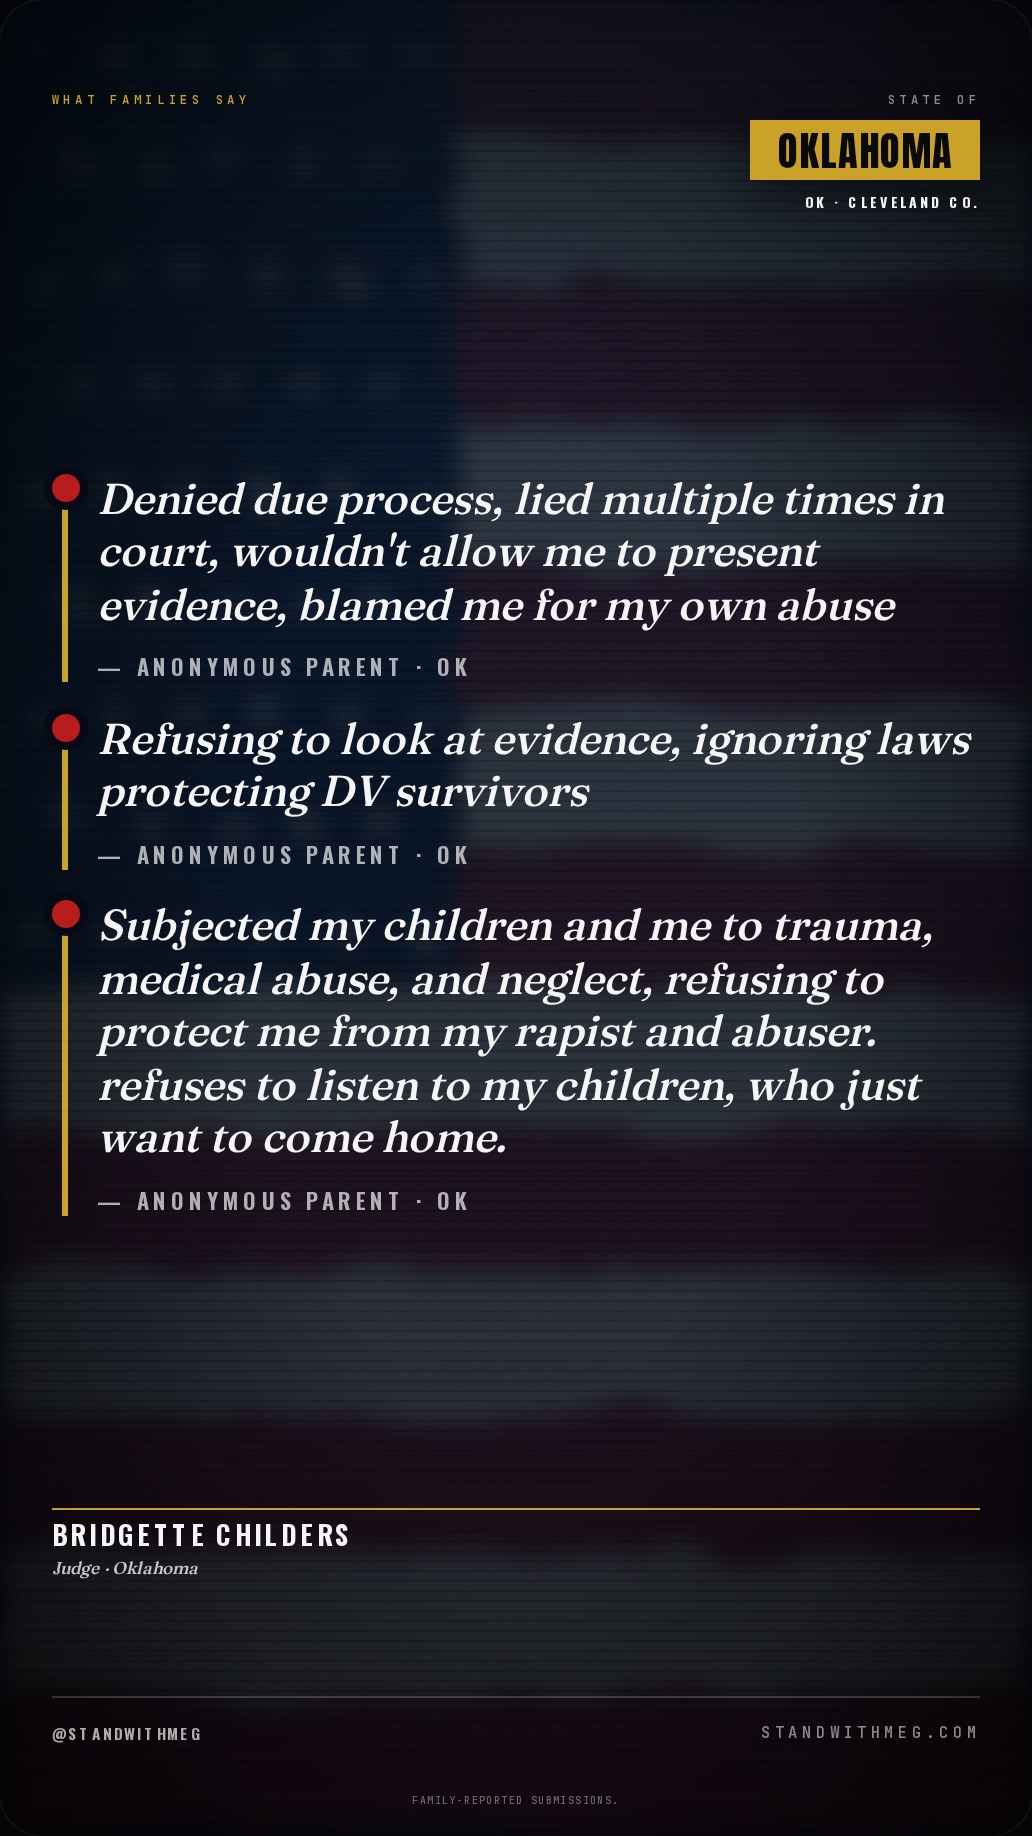 WHAT FAMILIES SAY
STATE OF
OKLAHOMA
OK · CLEVELAND CO.
Denied due process, lied multiple times in
court, wouldn't allow me to present
evidence, blamed me for my own abuse
— ANONYMOUS PARENT · OK
Refusing to look at evidence, ignoring laws
protecting DV survivors
— ANONYMOUS PARENT · OK
Subjected my children and me to trauma,
medical abuse, and neglect, refusing to
protect me from my rapist and abuser.
refuses to listen to my children, who just
want to come home.
— ANONYMOUS PARENT · OK
BRIDGETTE CHILDERS
Judge · Oklahoma
@STANDWITHMEG
STANDWITHMEG.COM
FAMILY-REPORTED SUBMISSIONS.